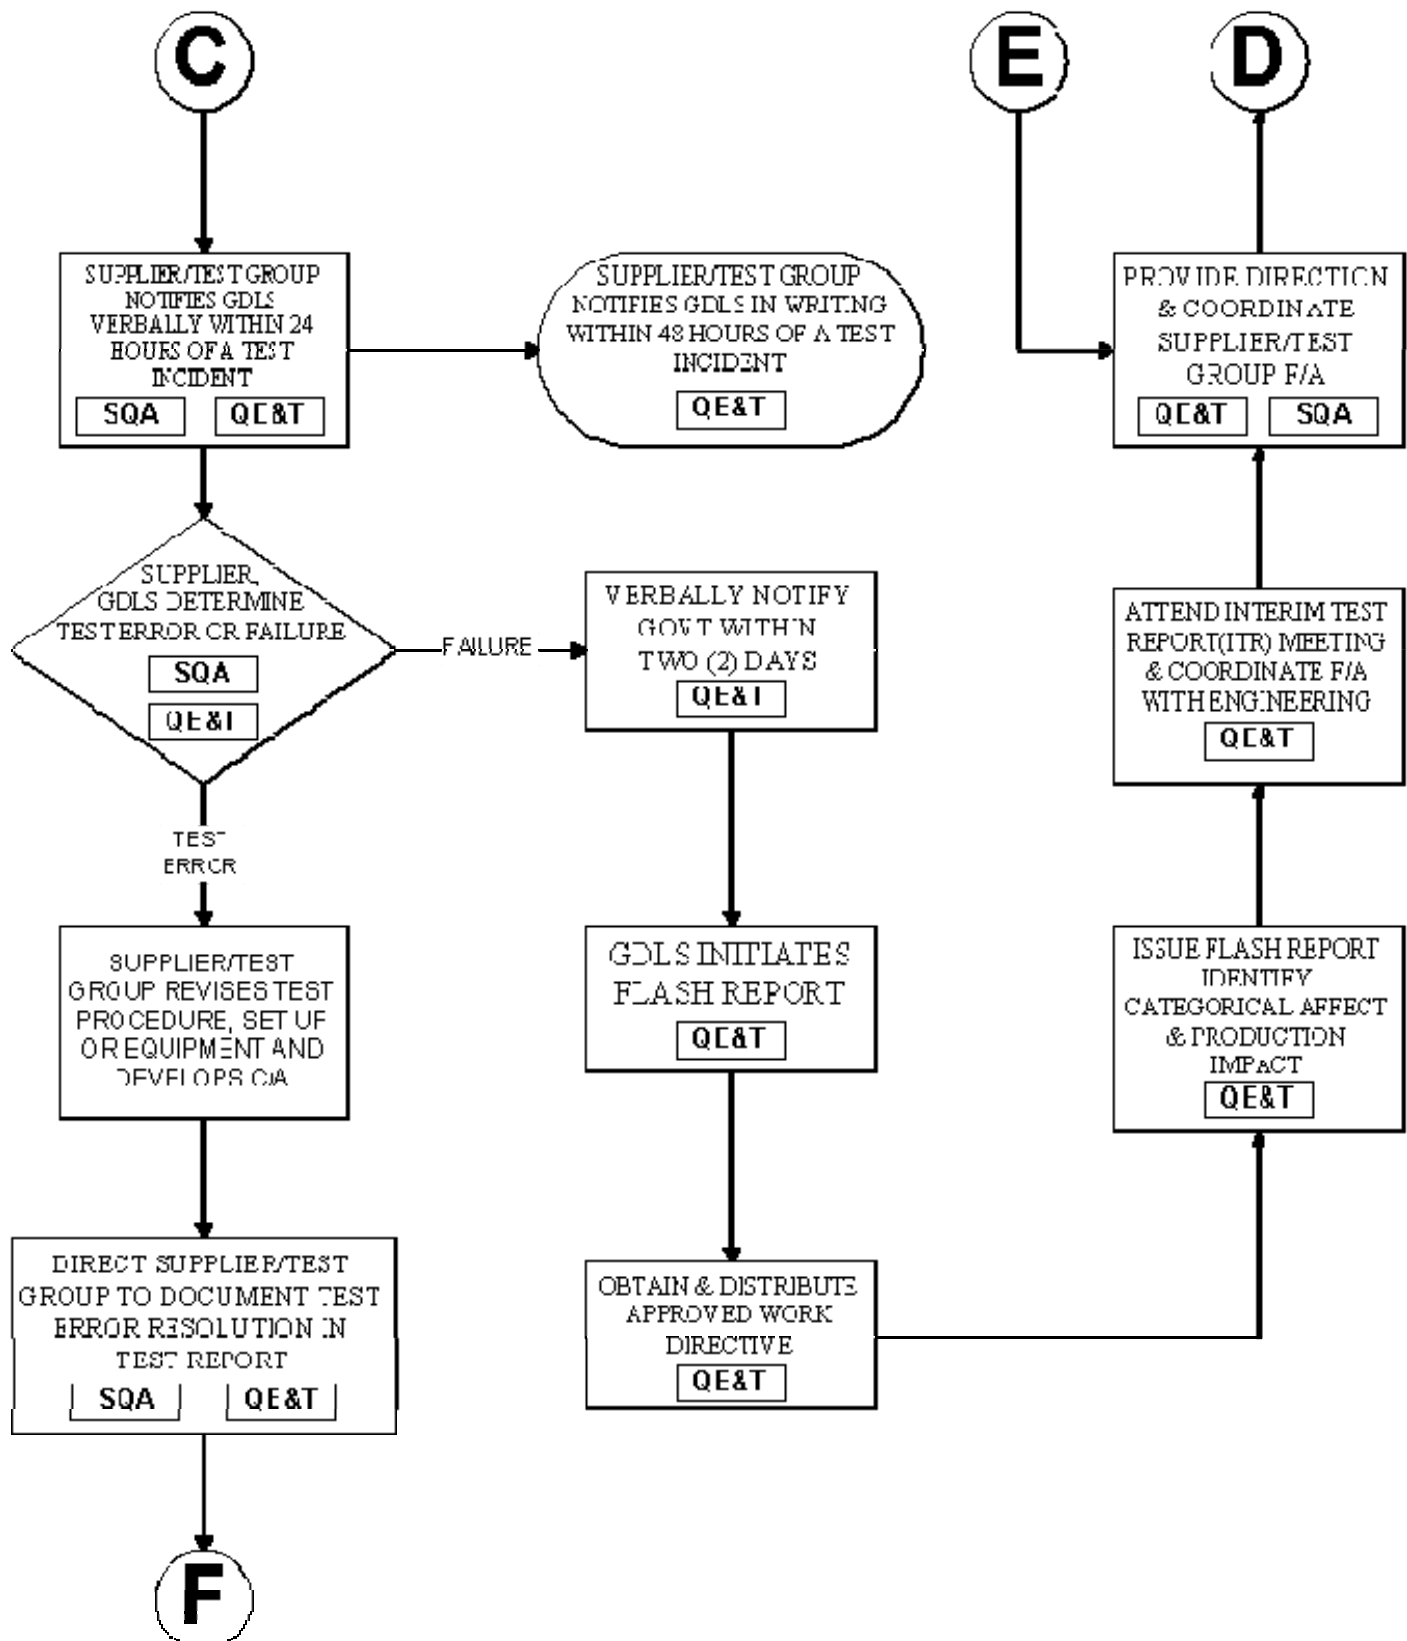 C
SUPPLIER/TEST GROUP
NOTIFIES GDLS
VERBALLY WITHIN 24
HOURS OF A TEST
INCIDENT
SQA QE&T
SUPPLIER/TEST GROUP
NOTIFIES GDLS IN WRITING
WITHIN 48 HOURS OF A TEST
INCIDENT
QE&T
SUPPLIER,
GDLS DETERMINE
TEST ERROR OR FAILURE
SQA
QE&T
FAILURE
TEST
ERROR
SUPPLIER/TEST
GROUP REVISES TEST
PROCEDURE, SET UP
OR EQUIPMENT AND
DEVELOPS C/A
DIRECT SUPPLIER/TEST
GROUP TO DOCUMENT TEST
ERROR RESOLUTION IN
TEST REPORT
SQA QE&T
F
VERBALLY NOTIFY
GOVT WITHIN
TWO (2) DAYS
QE&T
GDLS INITIATES
FLASH REPORT
QE&T
OBTAIN & DISTRIBUTE
APPROVED WORK
DIRECTIVE
QE&T
E
D
PROVIDE DIRECTION
& COORDINATE
SUPPLIER/TEST
GROUP F/A
QE&T SQA
ATTEND INTERIM TEST
REPORT(ITR) MEETING
& COORDINATE F/A
WITH ENGINEERING
QE&T
ISSUE FLASH REPORT
IDENTIFY
CATEGORICAL AFFECT
& PRODUCTION
IMPACT
QE&T